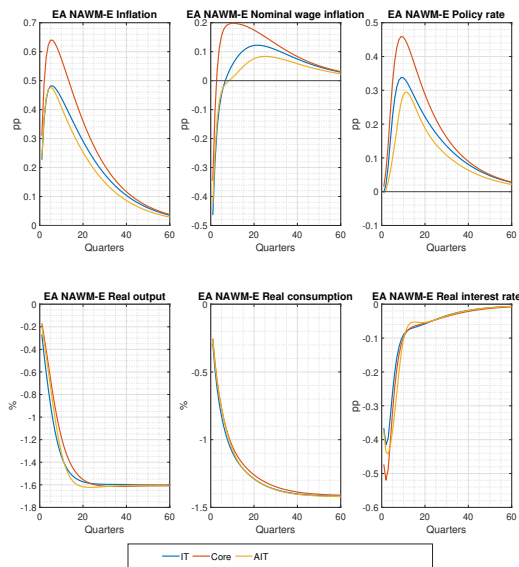 EA NAWM-E Inflation
0.7
0.6
0.5
0.4
0.3
0.2
0.1
0
pp
0 20 40 60
Quarters
EA NAWM-E Nominal wage inflation
0.2
0.1
0
-0.1
-0.2
-0.3
-0.4
-0.5
pp
0 20 40 60
Quarters
EA NAWM-E Policy rate
0.5
0.4
0.3
0.2
0.1
0
-0.1
pp
0 20 40 60
Quarters
EA NAWM-E Real output
0
-0.2
-0.4
-0.6
-0.8
-1
-1.2
-1.4
-1.6
-1.8
%
0 20 40 60
Quarters
EA NAWM-E Real consumption
0
-0.5
-1
-1.5
%
0 20 40 60
Quarters
EA NAWM-E Real interest rate
0
-0.1
-0.2
-0.3
-0.4
-0.5
-0.6
pp
0 20 40 60
Quarters
IT Core AIT